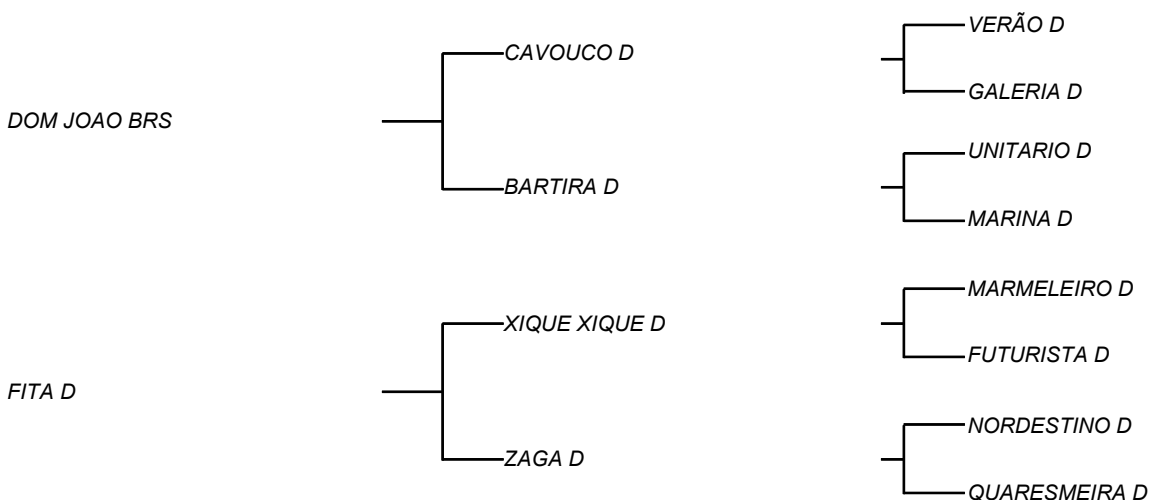 VERÃO D
CAVOUCO D
GALERIA D
DOM JOAO BRS
UNITARIO D
BARTIRA D
MARINA D
MARMELEIRO D
XIQUE XIQUE D
FUTURISTA D
FITA D
NORDESTINO D
ZAGA D
QUARESMEIRA D